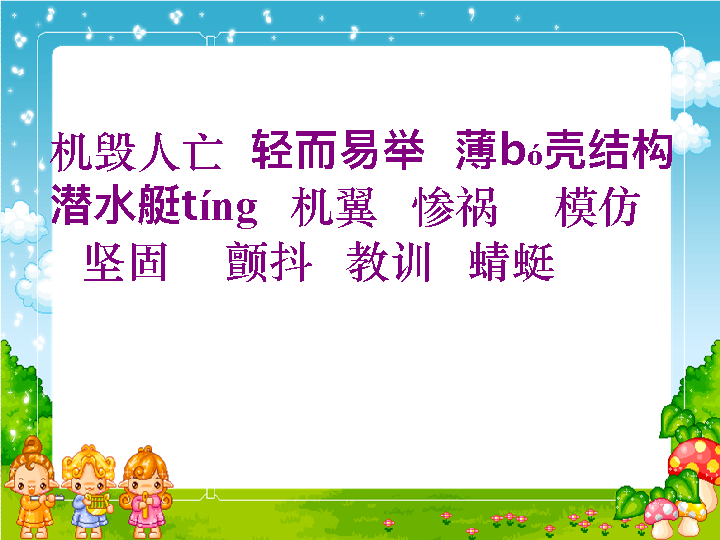 机毁人亡 轻而易举 薄bó壳结构
潜水艇tíng 机翼 惨祸 模仿
坚固 颤抖 教训 蜻蜓